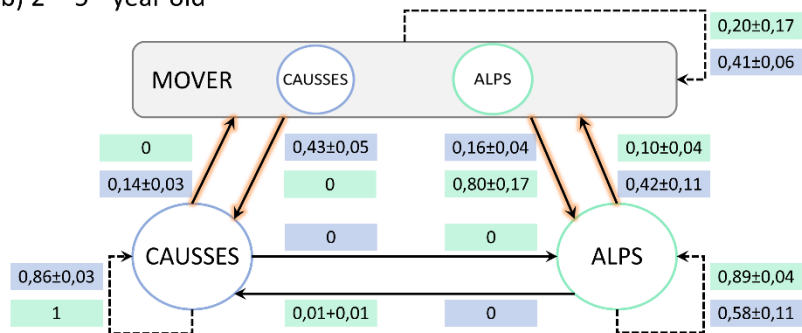 b) 2 – 5 year old
0,20±0,17
MOVER CAUSSES ALPS 0,41±0,06
0 0,43±0,05 0,16±0,04 0,10±0,04
0,14±0,03 0 0,80±0,17 0,42±0,11
0 0
CAUSSES ALPS
0,86±0,03 0,89±0,04
1 0,01+0,01 0 0,58±0,11